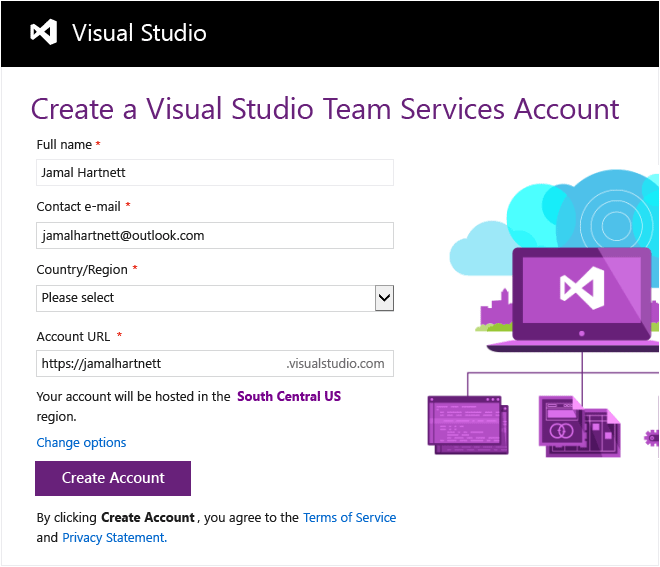 Visual Studio
Create a Visual Studio Team Services Account
Full name *
Jamal Hartnett
Contact e-mail *
jamalhartnett@outlook.com
Country/Region *
Please select
Account URL *
https://jamalhartnett .visualstudio.com
Your account will be hosted in the South Central US
region.
Change options
Create Account
By clicking Create Account , you agree to the Terms of Service
and Privacy Statement.